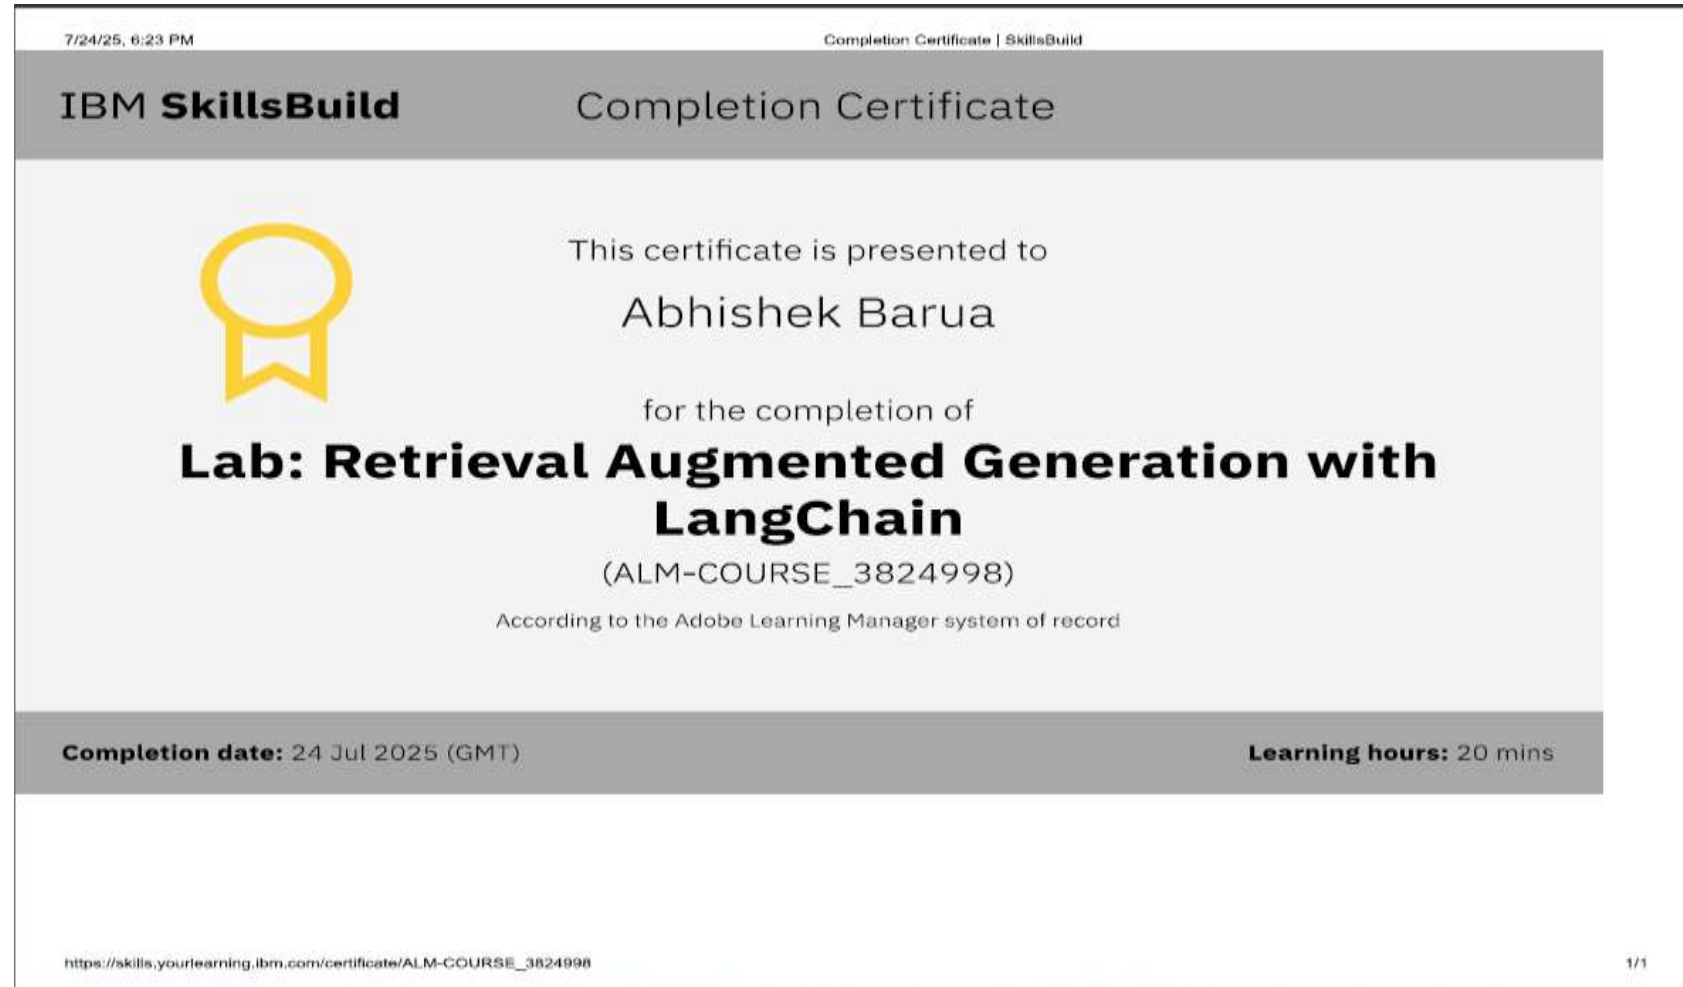 7/24/25, 6:23 PM
Completion Certificate | SkillsBuild
IBM SkillsBuild
Completion Certificate
This certificate is presented to
Abhishek Barua
for the completion of
Lab: Retrieval Augmented Generation with
LangChain
(ALM-COURSE_3824998)
According to the Adobe Learning Manager system of record
Completion date: 24 Jul 2025 (GMT)
Learning hours: 20 mins
https://skills.yourlearning.ibm.com/certificate/ALM-COURSE_3824998
1/1